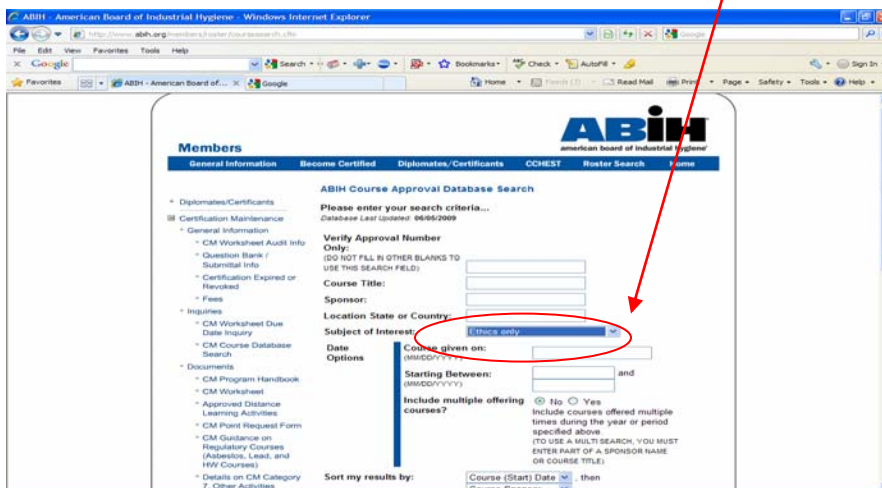 ABIH - American Board of Industrial Hygiene - Windows Internet Explorer
http://www.abih.org/members/roster/coursesearch.cfm
Google
File Edit View Favorites Tools Help
x Google Search Bookmarks Check AutoFill Sign In
Favorites ABIH - American Board of... X Google Home Feeds Read Mail Print Page Safety Tools Help
ABIH
american board of industrial hygiene
Members
General Information Become Certified Diplomates/Certificants CCHEST Roster Search Home
ABIH Course Approval Database Search
Diplomates/Certificants
Certification Maintenance
General Information
CM Worksheet Audit Info
Question Bank /
Submittal Info
Certification Expired or
Revoked
Fees
Inquiries
CM Worksheet Due
Date Inquiry
CM Course Database
Search
Documents
CM Program Handbook
CM Worksheet
Approved Distance
Learning Activities
CM Point Request Form
CM Guidance on
Regulatory Courses
(Asbestos, Lead, and
HW Courses)
Details on CM Category
7, Other Activities
Please enter your search criteria...
Database Last Updated: 06/05/2009
Verify Approval Number
Only:
(DO NOT FILL IN OTHER BLANKS TO
USE THIS SEARCH FIELD)
Course Title:
Sponsor:
Location State or Country:
Subject of Interest: Ethics only
Date
Options
Course given on:
(MM/DD/YYYY)
Starting Between: and
(MM/DD/YYYY)
Include multiple offering
courses?
No Yes
Include courses offered multiple
times during the year or period
specified above.
(TO USE A MULTI SEARCH, YOU MUST
ENTER PART OF A SPONSOR NAME
OR COURSE TITLE)
Sort my results by: Course (Start) Date , then
Course Sponsor